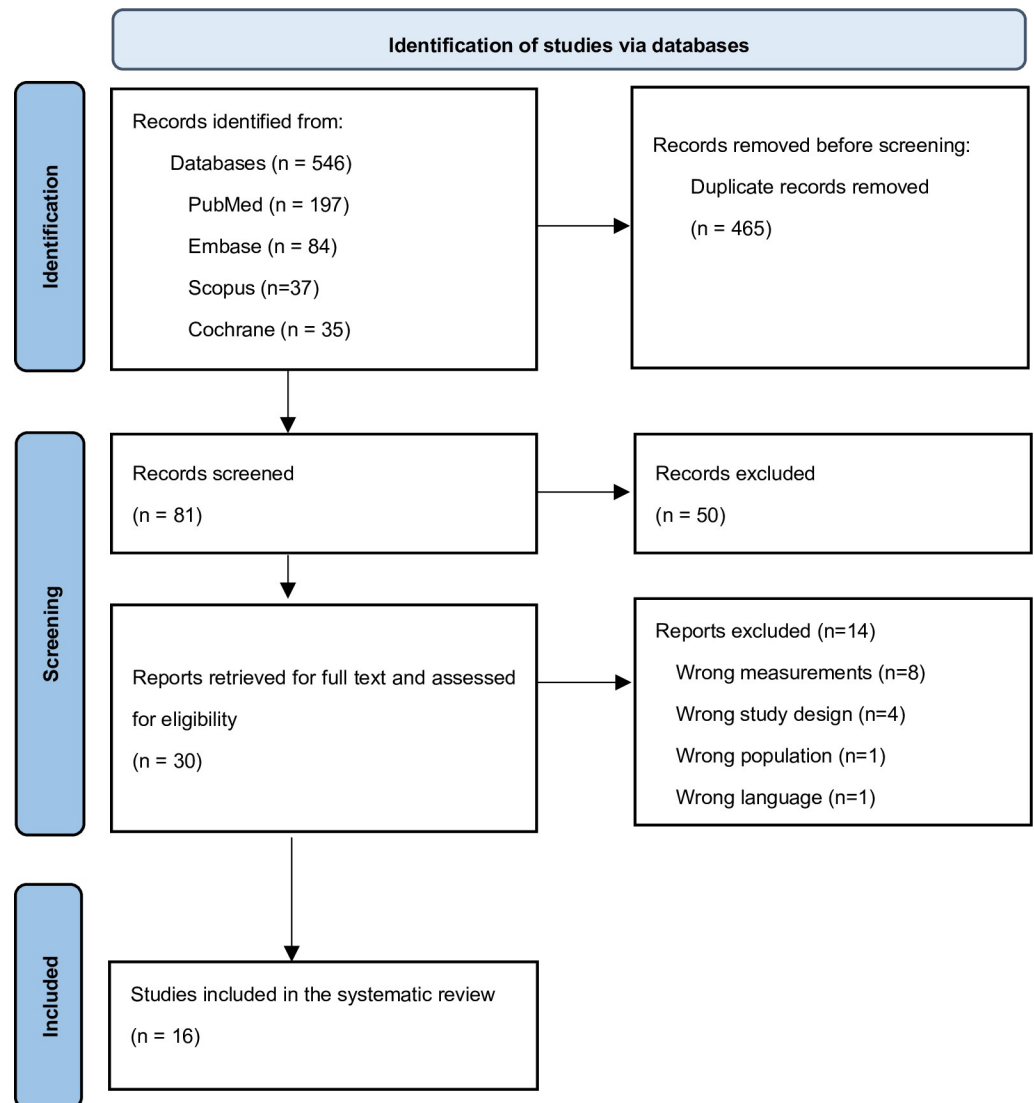 Identification of studies via databases
Identification
Records identified from:
Databases (n = 546)
PubMed (n = 197)
Embase (n = 84)
Scopus (n=37)
Cochrane (n = 35)
Records removed before screening:
Duplicate records removed
(n = 465)
Screening
Records screened
(n = 81)
Records excluded
(n = 50)
Reports retrieved for full text and assessed
for eligibility
(n = 30)
Reports excluded (n=14)
Wrong measurements (n=8)
Wrong study design (n=4)
Wrong population (n=1)
Wrong language (n=1)
Included
Studies included in the systematic review
(n = 16)